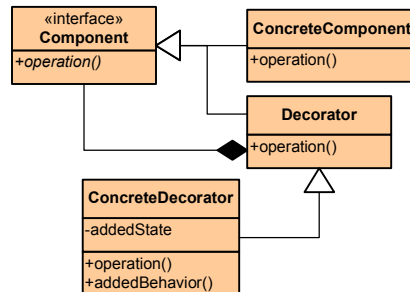 «interface»
Component
+operation()
ConcreteComponent
+operation()
Decorator
+operation()
ConcreteDecorator
-addedState
+operation()
+addedBehavior()